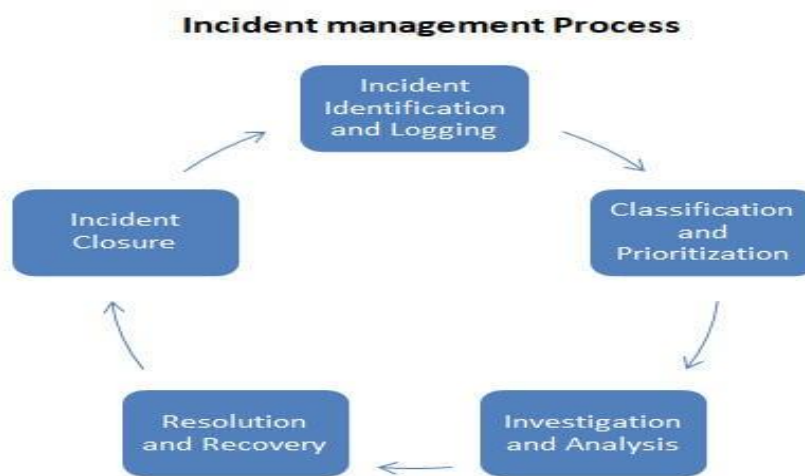 Incident management Process
Incident
Identification
and Logging
Classification
and
Prioritization
Investigation
and Analysis
Resolution
and Recovery
Incident
Closure